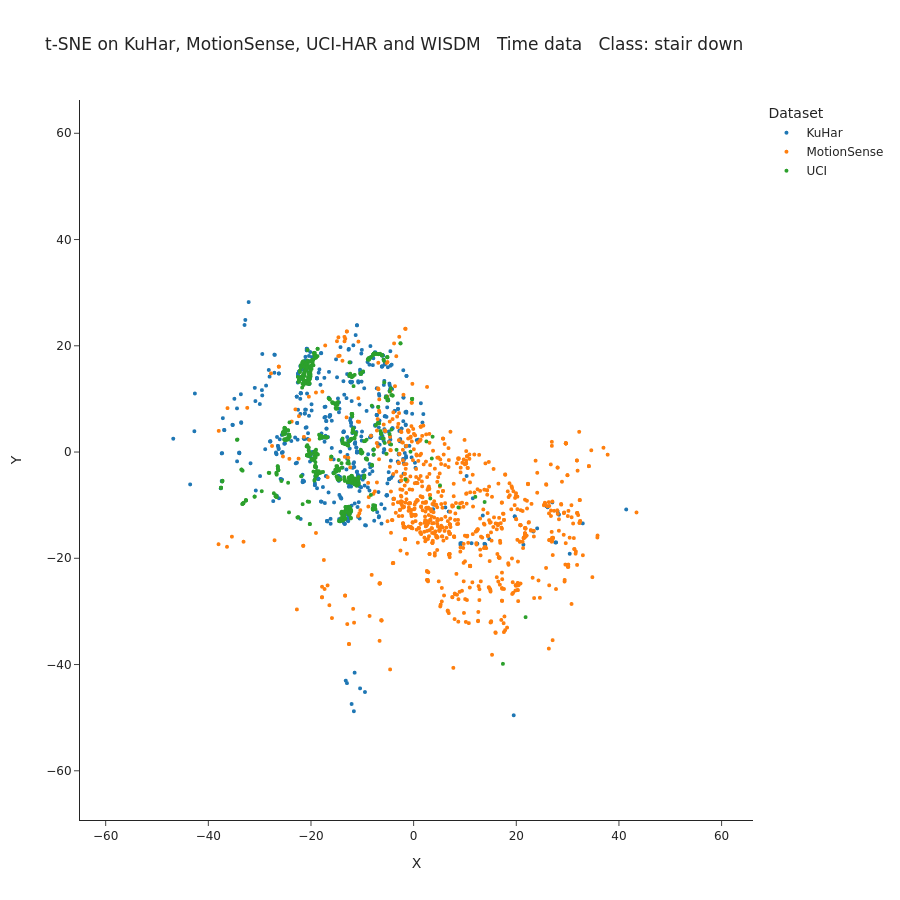 t-SNE on KuHar, MotionSense, UCI-HAR and WISDM   Time data   Class: stair down
Dataset
KuHar
MotionSense
UCI
60
40
20
0
−20
−40
−60
Y
−60
−40
−20
0
20
40
60
X